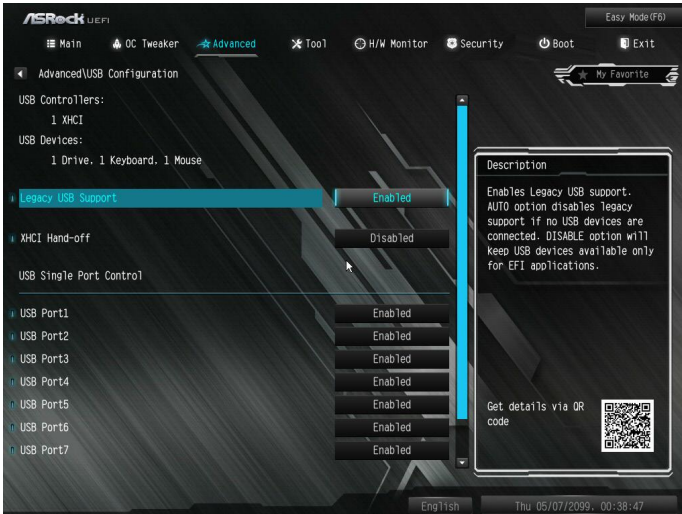 ASRock UEFI
Easy Mode(F6)
Main OC Tweaker Advanced Tool H/W Monitor Security Boot Exit
Advanced\USB Configuration
My Favorite
USB Controllers:
1 XHCI
USB Devices:
1 Drive, 1 Keyboard, 1 Mouse
Legacy USB Support Enabled
XHCI Hand-off Disabled
USB Single Port Control
USB Port1 Enabled
USB Port2 Enabled
USB Port3 Enabled
USB Port4 Enabled
USB Port5 Enabled
USB Port6 Enabled
USB Port7 Enabled
Description
Enables Legacy USB support.
AUTO option disables legacy
support if no USB devices are
connected. DISABLE option will
keep USB devices available only
for EFI applications.
Get details via QR
code
English
Thu 05/07/2099, 00:38:47